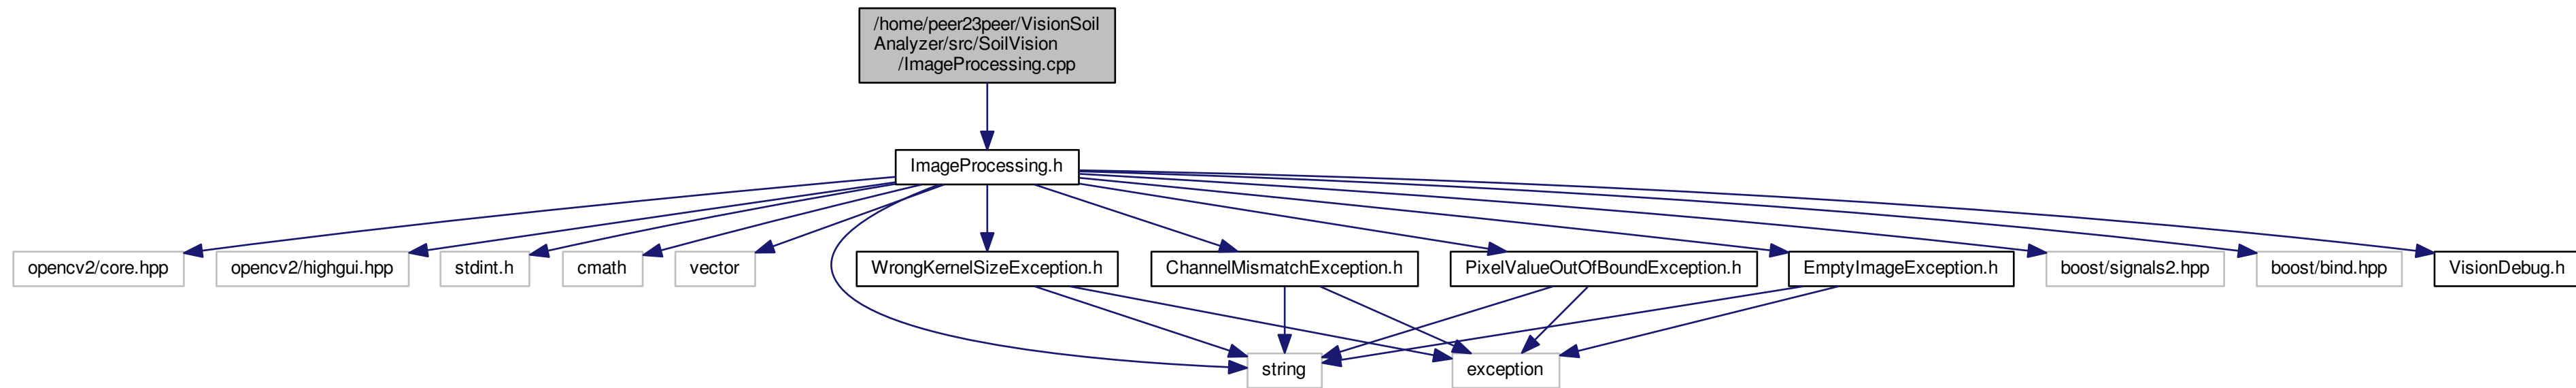 /home/peer23peer/VisionSoil
Analyzer/src/SoilVision
/ImageProcessing.cpp
ImageProcessing.h
opencv2/core.hpp
opencv2/highgui.hpp
stdint.h
cmath
vector
WrongKernelSizeException.h
ChannelMismatchException.h
PixelValueOutOfBoundException.h
EmptyImageException.h
boost/signals2.hpp
boost/bind.hpp
VisionDebug.h
string
exception